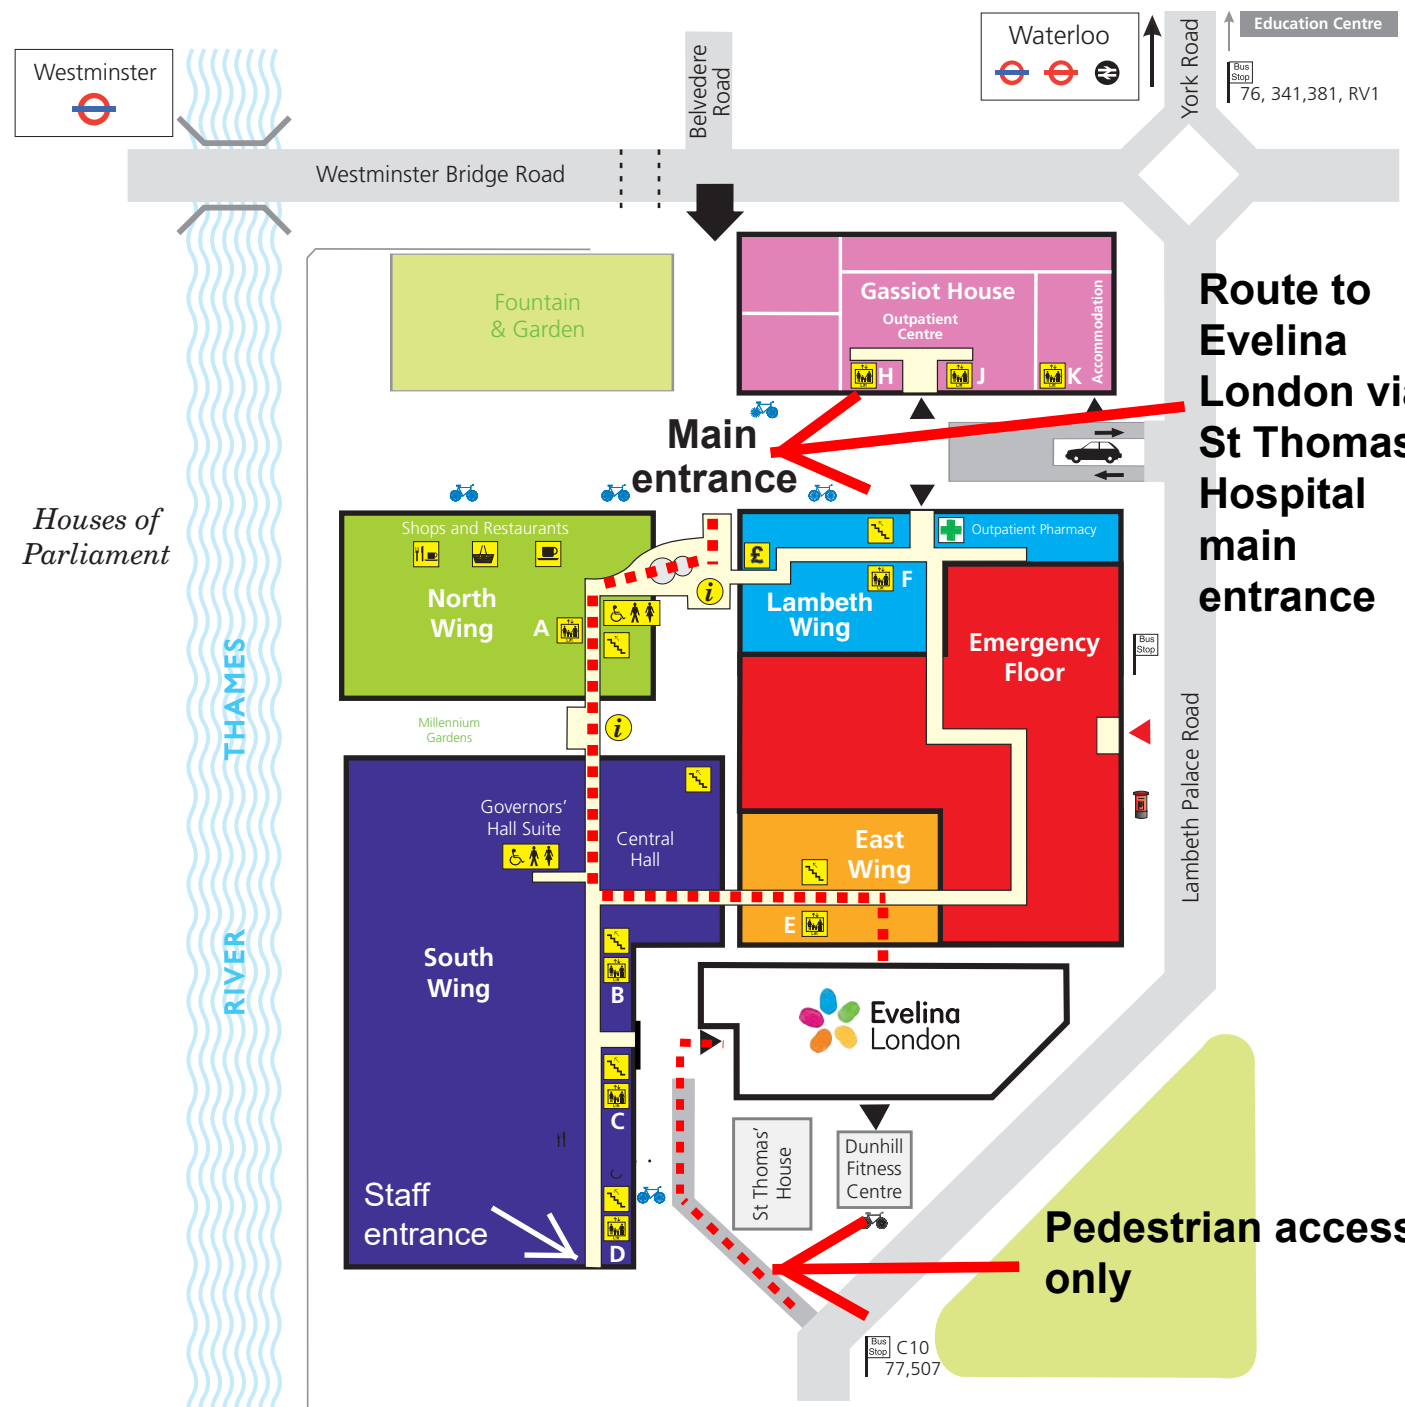 Westminster
Belvedere
Road
Waterloo
York Road
Education Centre
Bus
Stop
76, 341,381, RV1
Westminster Bridge Road
Fountain
& Garden
Gassiot House
Outpatient
Centre
H
J
K
Accommodation
Route to
Evelina
London via
St Thomas
Hospital
main
entrance
Main
entrance
Houses of
Parliament
Shops and Restaurants
North
Wing
A
i
£
Outpatient Pharmacy
F
Lambeth
Wing
Emergency
Floor
Bus
Stop
RIVER THAMES
Millennium
Gardens
i
Lambeth Palace Road
Governors'
Hall Suite
Central
Hall
East
Wing
E
South
Wing
B
Evelina
London
C
St Thomas'
House
Dunhill
Fitness
Centre
Staff
entrance
D
Pedestrian access
only
Bus
Stop
C10
77,507